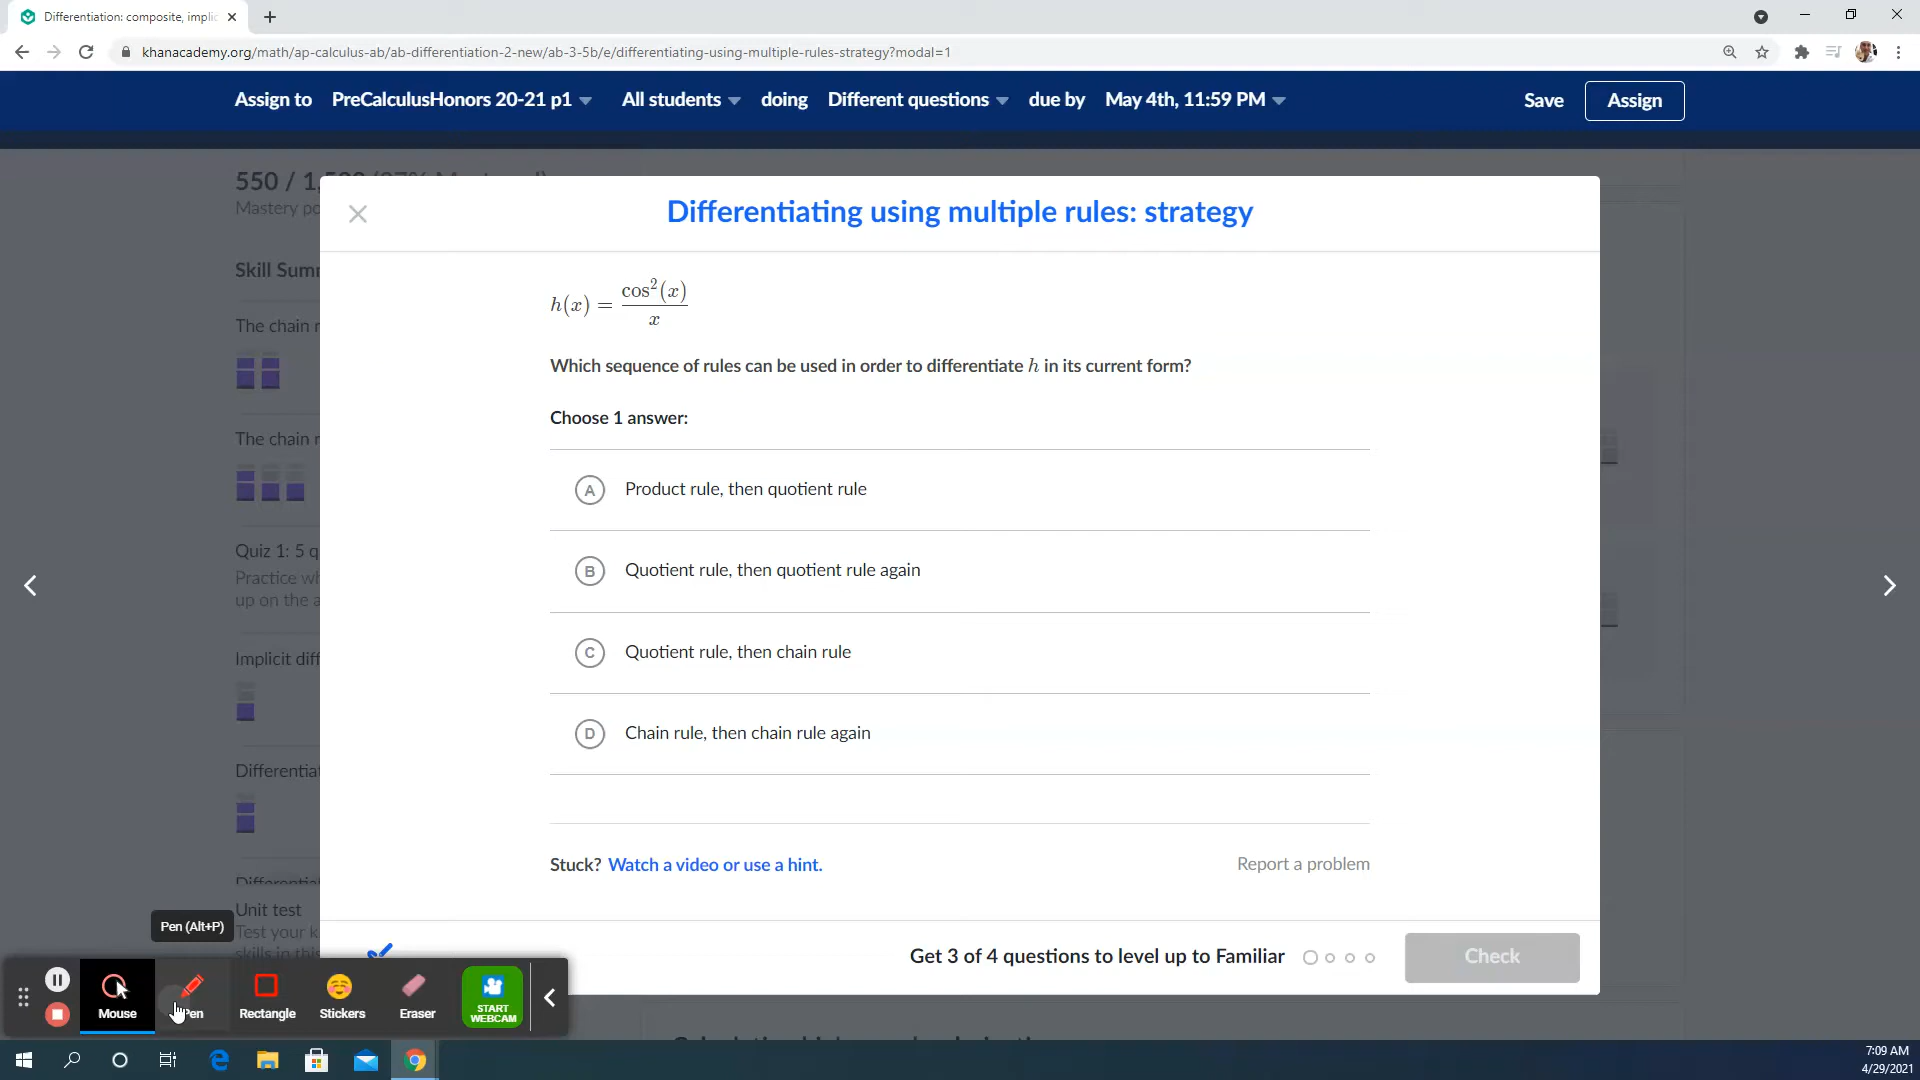 Differentiation: composite, implic
khanacademy.org/math/ap-calculus-ab/ab-differentiation-2-new/ab-3-5b/e/differentiating-using-multiple-rules-strategy?modal=1
Assign to PreCalculusHonors 20-21 p1 All students doing Different questions due by May 4th, 11:59 PM Save Assign
550 / 1,
Mastery po
Skill Summ
The chain r
The chain r
Quiz 1: 5 q
Practice wh
up on the a
Implicit diff
Differentiat
Differentiat
Unit test
Test your k
skills in this
Differentiating using multiple rules: strategy
h(x) = cos²(x)/x
Which sequence of rules can be used in order to differentiate h in its current form?
Choose 1 answer:
A Product rule, then quotient rule
B Quotient rule, then quotient rule again
C Quotient rule, then chain rule
D Chain rule, then chain rule again
Stuck? Watch a video or use a hint.
Report a problem
Get 3 of 4 questions to level up to Familiar
Check
Pen (Alt+P)
Mouse
Pen
Rectangle
Stickers
Eraser
START
WEBCAM
7:09 AM
4/29/2021